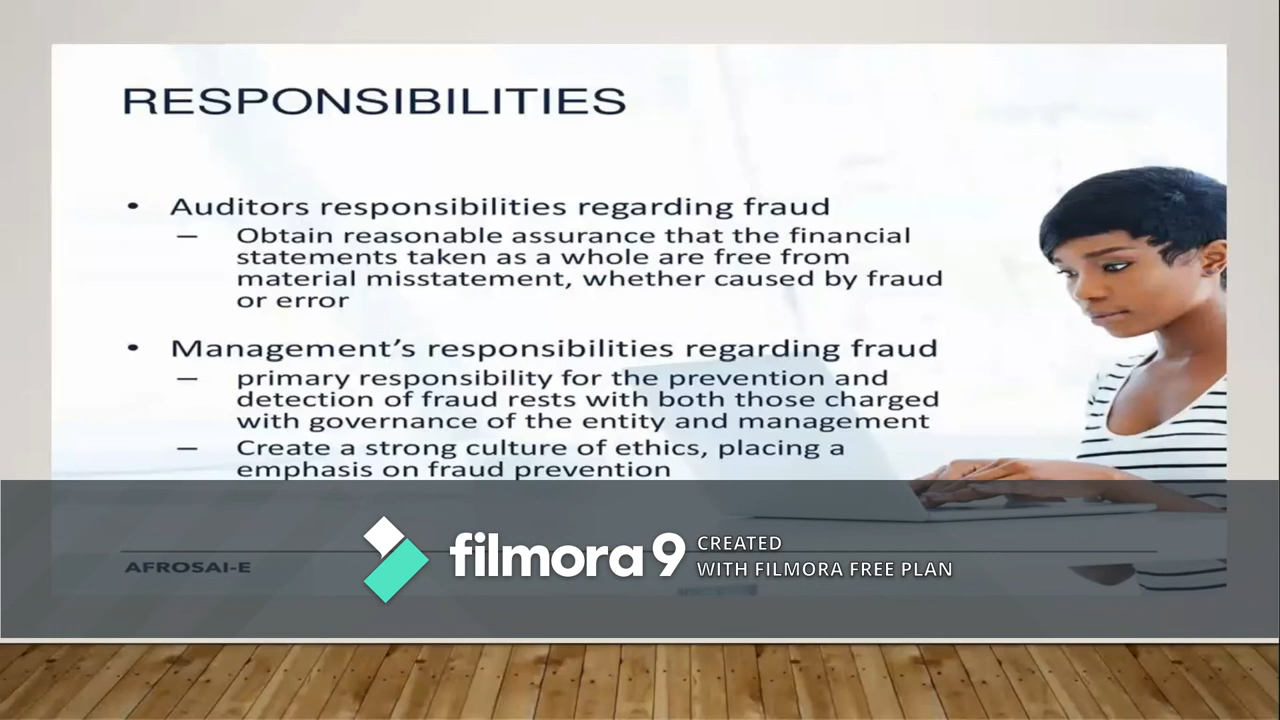 RESPONSIBILITIES
• Auditors responsibilities regarding fraud
– Obtain reasonable assurance that the financial
statements taken as a whole are free from
material misstatement, whether caused by fraud
or error
• Management’s responsibilities regarding fraud
– primary responsibility for the prevention and
detection of fraud rests with both those charged
with governance of the entity and management
– Create a strong culture of ethics, placing a
emphasis on fraud prevention
AFROSAI-E
filmora9
CREATED
WITH FILMORA FREE PLAN